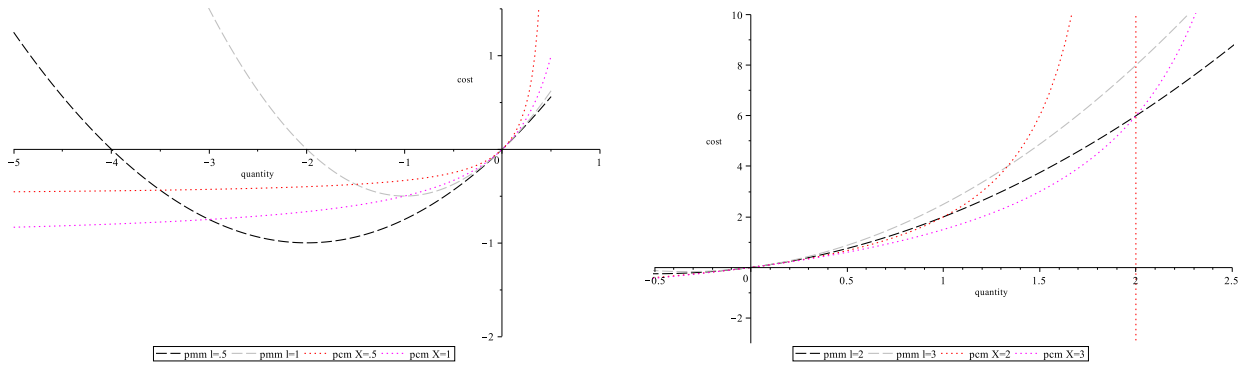 1
cost
−5
−4
−3
−2
−1
0
1
quantity
−1
−2
pmm l=.5
pmm l=1
pcm X=.5
pcm X=1
10
8
6
cost
4
2
−0.5
0
0.5
1
1.5
2
2.5
quantity
−2
pmm l=2
pmm l=3
pcm X=2
pcm X=3